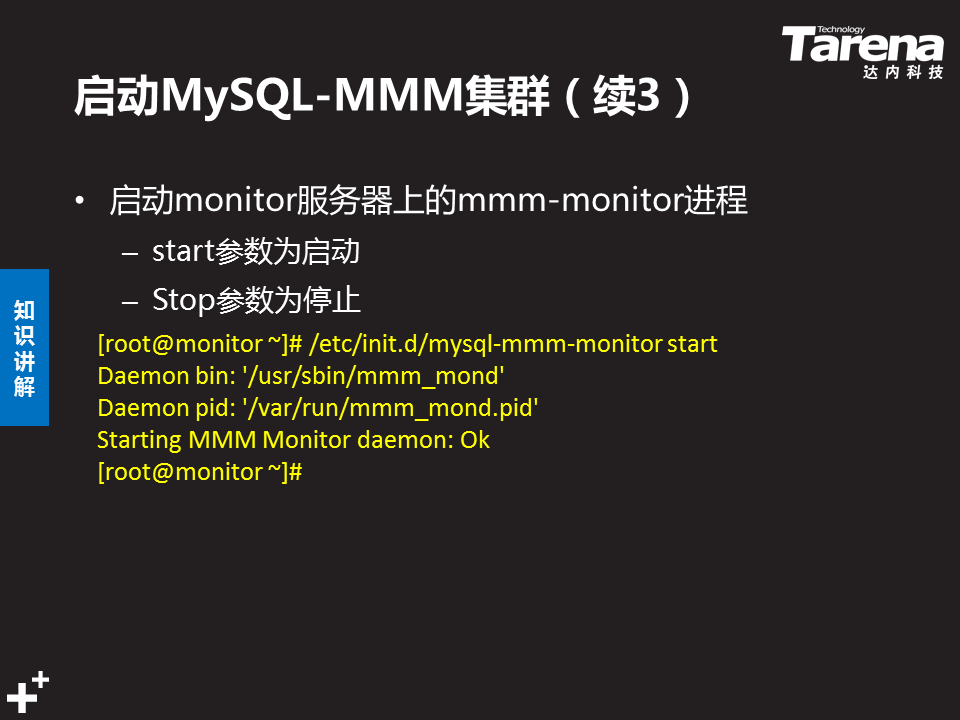 Technology
Tarena
达内科技
启动MySQL-MMM集群（续3）
• 启动monitor服务器上的mmm-monitor进程
– start参数为启动
– Stop参数为停止
知
识
讲
解
[root@monitor ~]# /etc/init.d/mysql-mmm-monitor start
Daemon bin: '/usr/sbin/mmm_mond'
Daemon pid: '/var/run/mmm_mond.pid'
Starting MMM Monitor daemon: Ok
[root@monitor ~]#